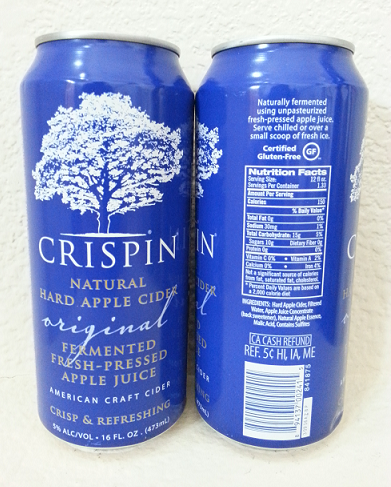 CRISPIN
NATURAL
HARD APPLE CIDER
original
FERMENTED
FRESH-PRESSED
APPLE JUICE
AMERICAN CRAFT CIDER
CRISP & REFRESHING
5% ALC/VOL • 16 FL. OZ. (473mL)
Naturally fermented
using unpasteurized
fresh-pressed apple juice.
Serve chilled or over a
small scoop of fresh ice.
Certified
Gluten-Free GF
Nutrition Facts
Serving Size: 12 fl oz
Servings Per Container 1.33
Amount Per Serving
Calories 150
% Daily Value*
Total Fat 0g 0%
Sodium 30mg 1%
Total Carbohydrate 15g 5%
Sugars 10g Dietary Fiber 0g
Protein 0g 0%
Vitamin C 0% • Vitamin A 2%
Calcium 0% • Iron 4%
Not a significant source of calories
from fat, saturated fat, cholesterol.
* Percent Daily Values are based on
a 2,000 calorie diet
INGREDIENTS: Hard Apple Cider, Filtered
Water, Apple Juice Concentrate
(back sweetener), Natural Apple Essence,
Malic Acid, Contains Sulfites
CA CASH REFUND
REF. 5¢ HI, IA, ME
841876